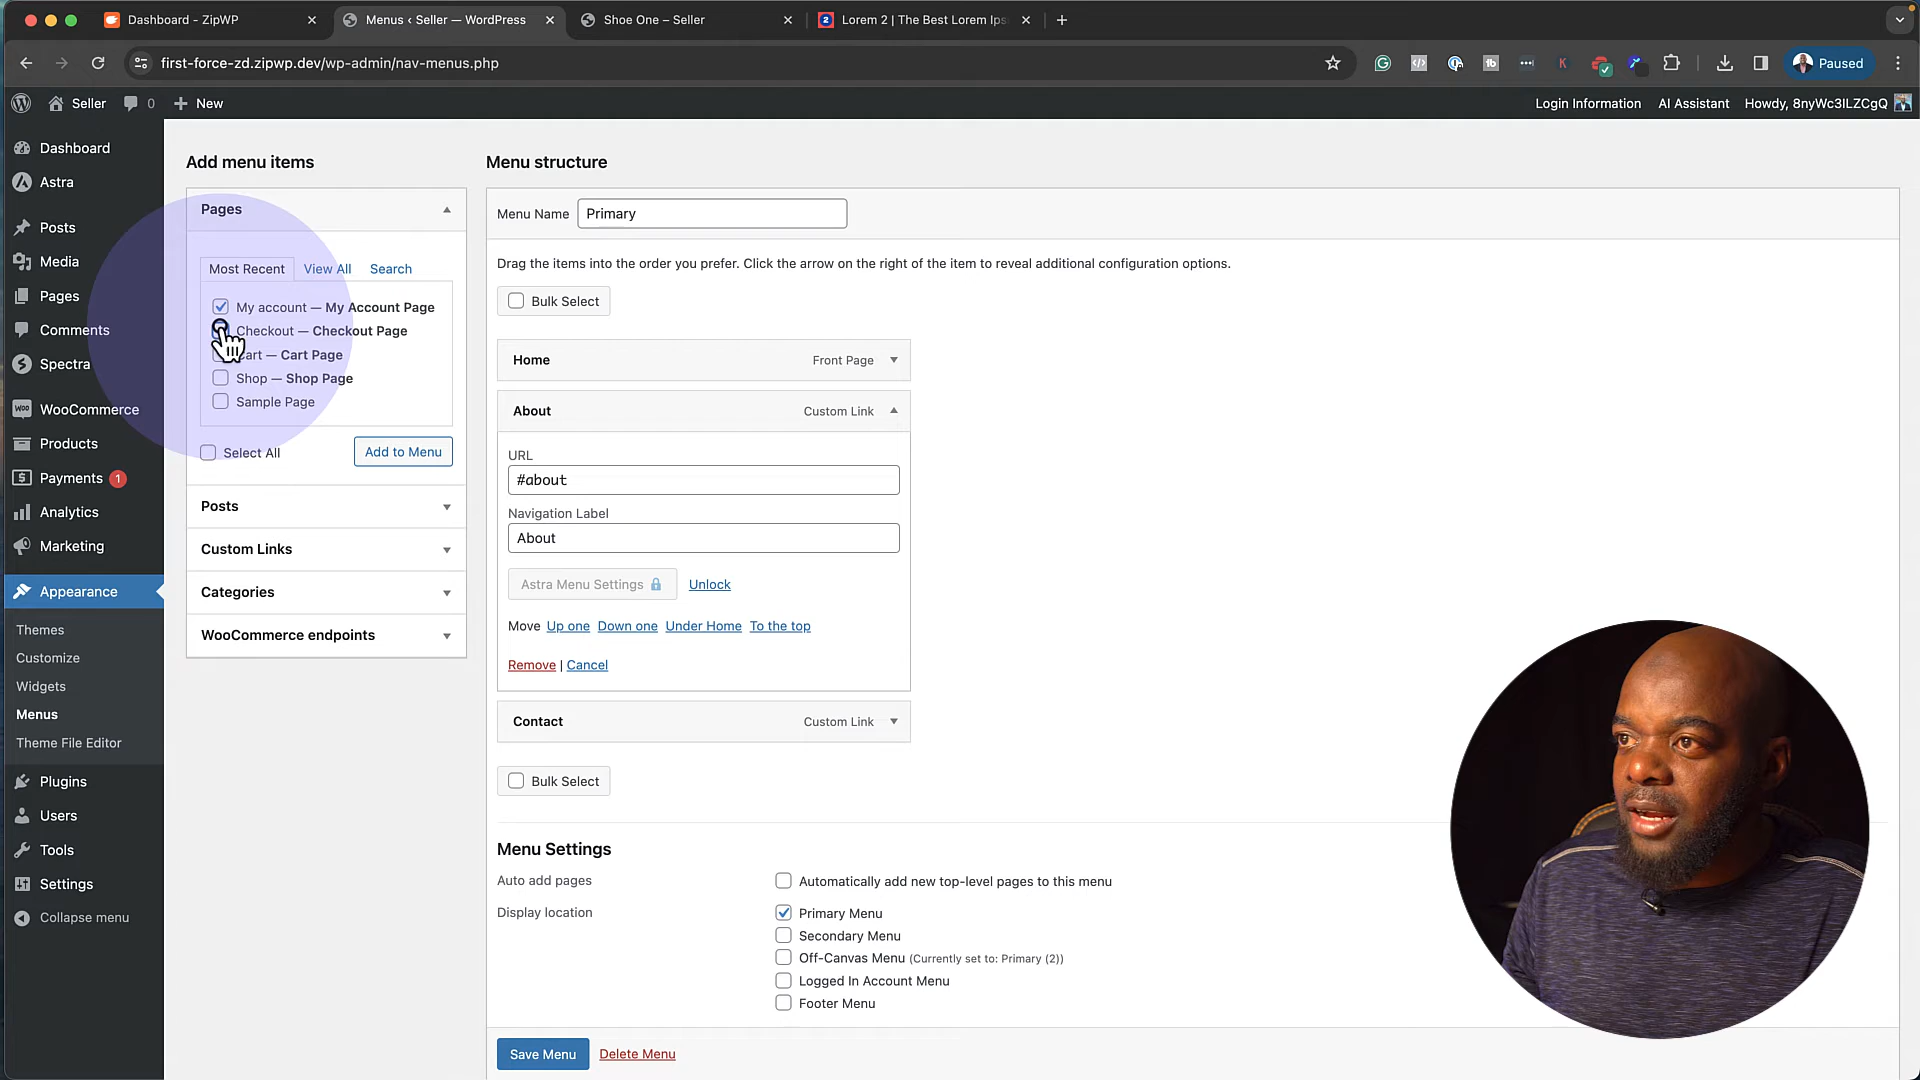 Dashboard - ZipWP
Menus ‹ Seller — WordPress
Shoe One – Seller
2 Lorem 2 | The Best Lorem Ips
first-force-zd.zipwp.dev/wp-admin/nav-menus.php
Paused
Seller 0 New
Login Information AI Assistant Howdy, 8nyWc3ILZCgQ
Dashboard
Astra
Posts
Media
Pages
Comments
Spectra
WooCommerce
Products
Payments 1
Analytics
Marketing
Appearance
Themes
Customize
Widgets
Menus
Theme File Editor
Plugins
Users
Tools
Settings
Collapse menu
Add menu items
Pages
Most Recent View All Search
My account — My Account Page
Checkout — Checkout Page
Cart — Cart Page
Shop — Shop Page
Sample Page
Select All Add to Menu
Posts
Custom Links
Categories
WooCommerce endpoints
Menu structure
Menu Name Primary
Drag the items into the order you prefer. Click the arrow on the right of the item to reveal additional configuration options.
Bulk Select
Home Front Page
About Custom Link
URL
#about
Navigation Label
About
Astra Menu Settings Unlock
Move Up one Down one Under Home To the top
Remove | Cancel
Contact Custom Link
Bulk Select
Menu Settings
Auto add pages Automatically add new top-level pages to this menu
Display location Primary Menu
Secondary Menu
Off-Canvas Menu (Currently set to: Primary (2))
Logged In Account Menu
Footer Menu
Save Menu Delete Menu